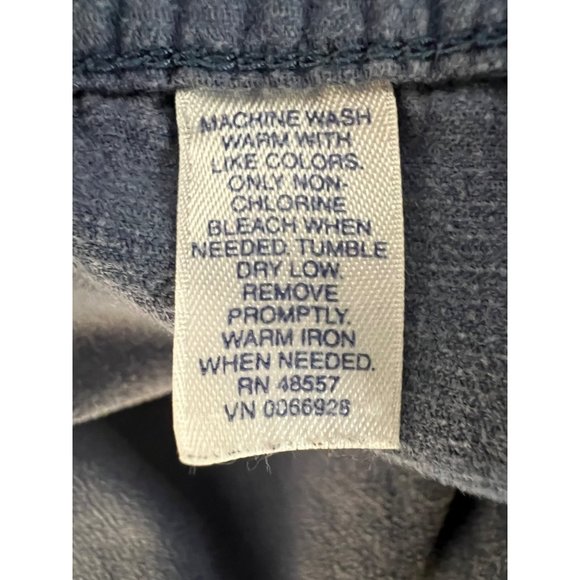 MACHINE WASH
WARM WITH
LIKE COLORS.
ONLY NON-
CHLORINE
BLEACH WHEN
NEEDED. TUMBLE
DRY LOW.
REMOVE
PROMPTLY.
WARM IRON
WHEN NEEDED.
RN 48557
VN 0066928